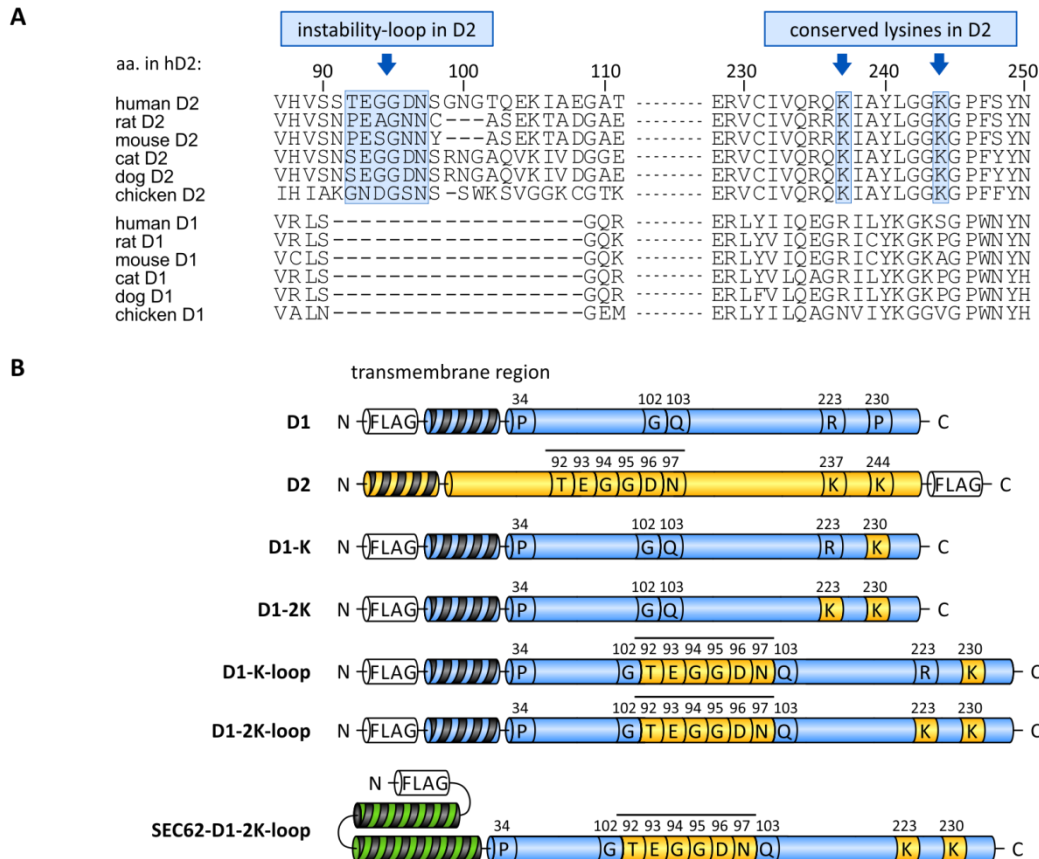 A
instability-loop in D2 conserved lysines in D2
aa. in hD2: 90 100 110 230 240 250
human D2 VHVSSTEGGDNSGNGTQEKIAEGAT ------- ERVCIVQRQKIAYLGGKGPFSYN
rat D2 VHVSNPEAGNNC---ASEKTADGAE ------- ERVCIVQRRKIAYLGGKGPFSYN
mouse D2 VHVSNPESGNNY---ASEKTADGAE ------- ERVCIVQRRKIAYLGGKGPFSYN
cat D2 VHVSNSEGGDNSRNGAQVKIVDGGE ------- ERVCIVQRQKIAYLGGKGPFYYN
dog D2 VHVSNSEGGDNSRNGAQVKIVDGAE ------- ERVCIVQRQKIAYLGGKGPFYYN
chicken D2 IHIAKGNDGSNS-SWKSVGGKCGTK ------- ERVCIVQRQKIAYLGGKGPFFYN
human D1 VRLS------------------GQR ------- ERLYIIQEGRILYKGKSGPWNYN
rat D1 VRLS------------------GQK ------- ERLYVIQEGRICYKGKPGPWNYN
mouse D1 VCLS------------------GQK ------- ERLYVIQEGRICYKGKAGPWNYN
cat D1 VRLS------------------GQR ------- ERLYVLQAGRILYKGKPGPWNYH
dog D1 VRLS------------------GQR ------- ERLFVLQEGRILYKGKPGPWNYH
chicken D1 VALN------------------GEM ------- ERLYILQAGNVIYKGGVGPWNYH
B
transmembrane region
34 102 103 223 230
D1 N FLAG P G Q R P C
92 93 94 95 96 97 237 244
D2 N T E G G D N K K FLAG C
34 102 103 223 230
D1-K N FLAG P G Q R K C
34 102 103 223 230
D1-2K N FLAG P G Q K K C
34 102 92 93 94 95 96 97 103 223 230
D1-K-loop N FLAG P G T E G G D N Q R K C
34 102 92 93 94 95 96 97 103 223 230
D1-2K-loop N FLAG P G T E G G D N Q K K C
N FLAG
34 102 92 93 94 95 96 97 103 223 230
SEC62-D1-2K-loop P G T E G G D N Q K K C